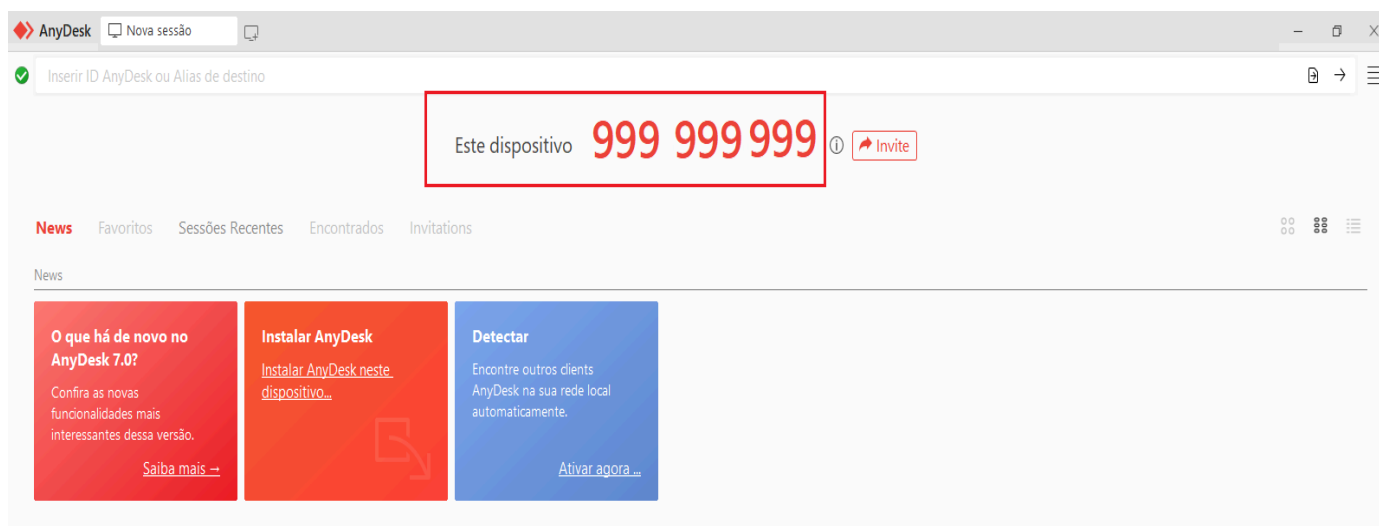 AnyDesk Nova sessão
Inserir ID AnyDesk ou Alias de destino
Este dispositivo 999 999 999 Invite
News Favoritos Sessões Recentes Encontrados Invitations
News
O que há de novo no
AnyDesk 7.0?
Confira as novas
funcionalidades mais
interessantes dessa versão.
Saiba mais →
Instalar AnyDesk
Instalar AnyDesk neste
dispositivo...
Detectar
Encontre outros clients
AnyDesk na sua rede local
automaticamente.
Ativar agora ...